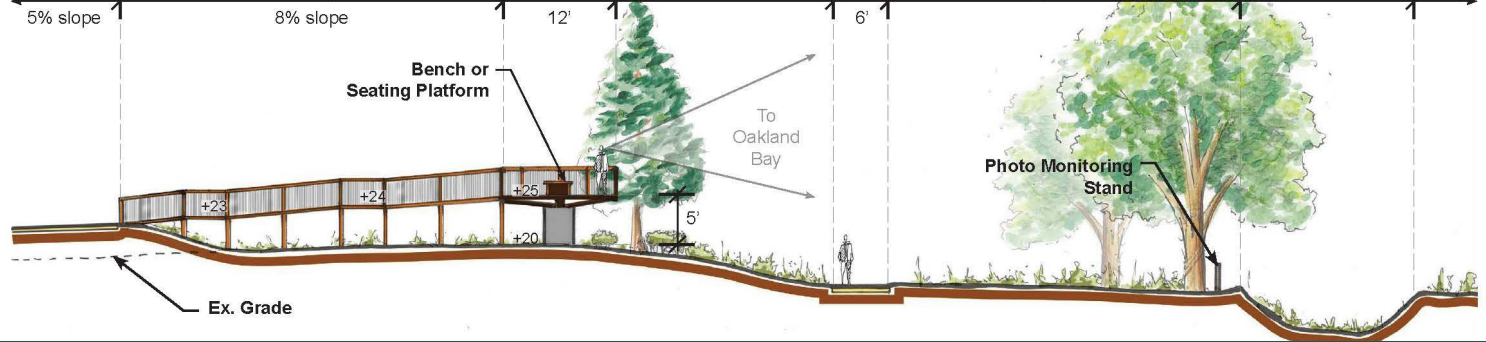 5% slope
8% slope
12'
6'
Bench or
Seating Platform
To
Oakland
Bay
Photo Monitoring
Stand
+25
+24
+23
5'
+20
Ex. Grade